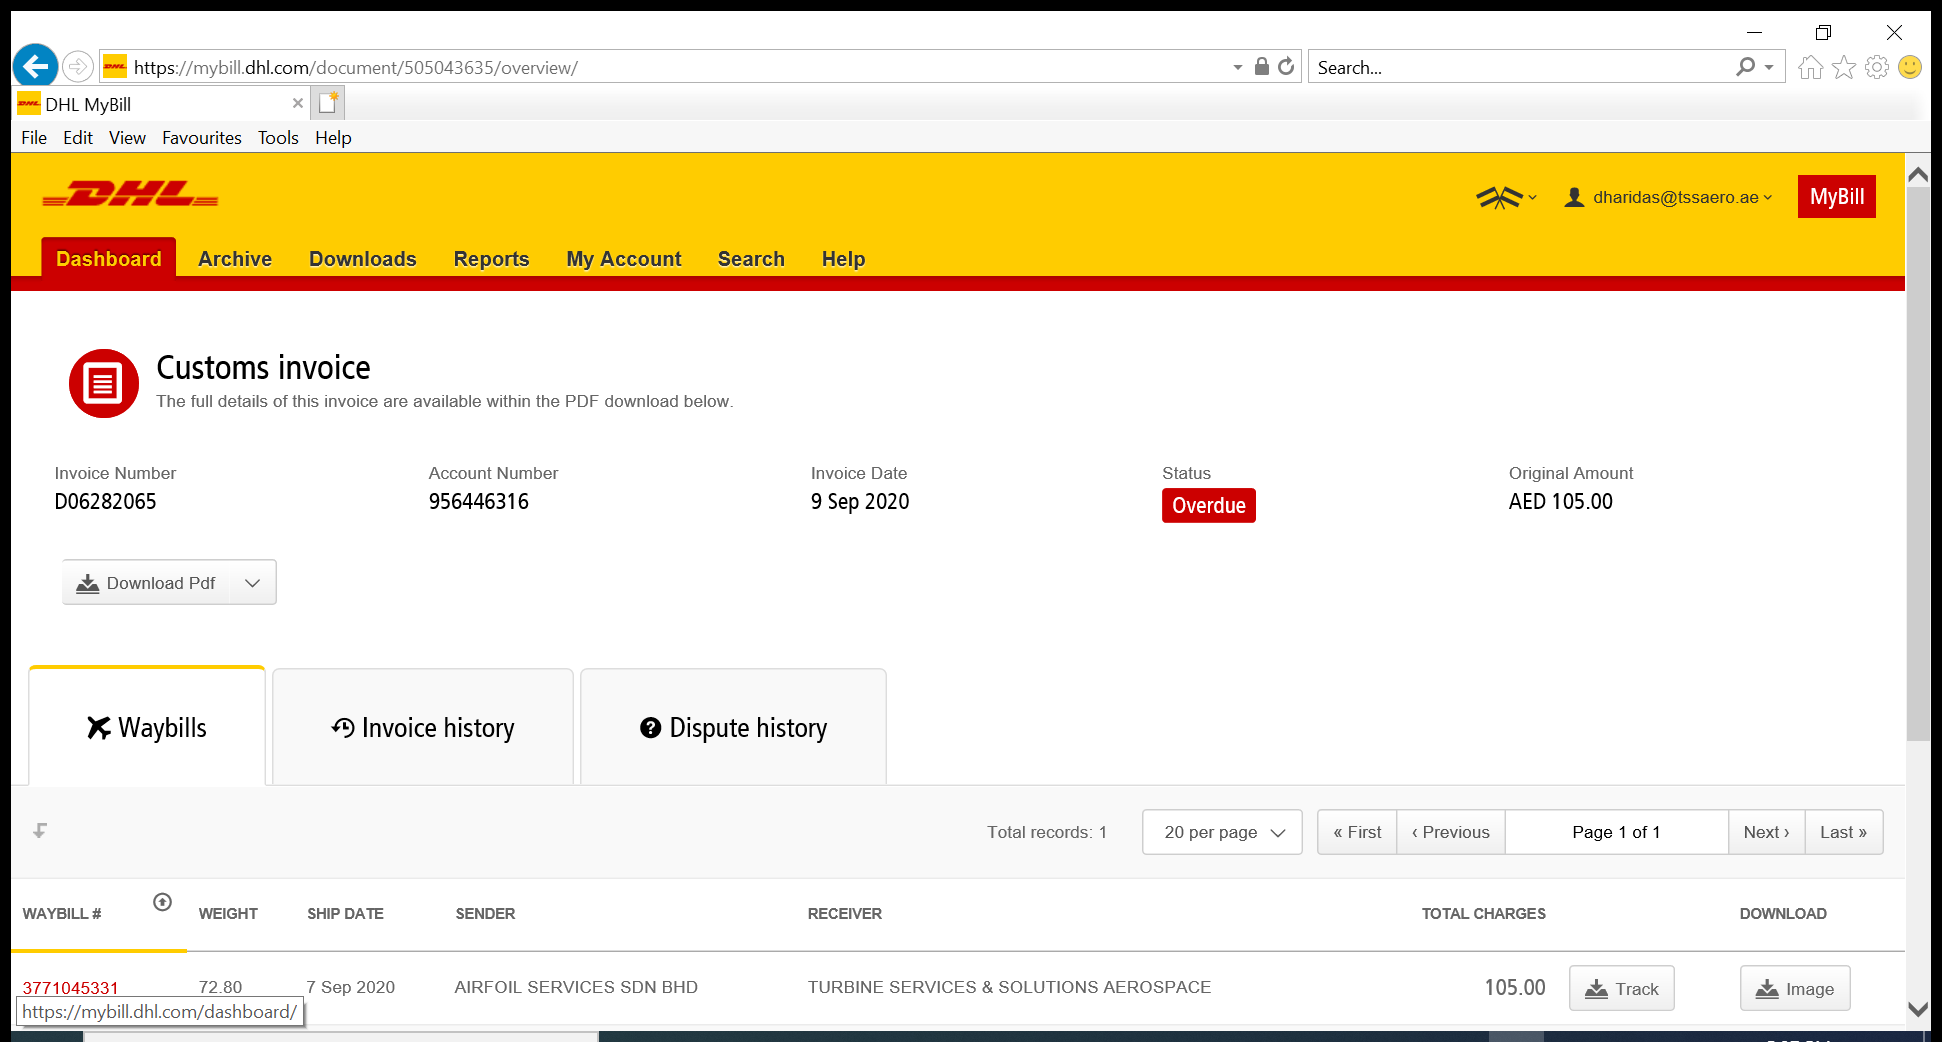 https://mybill.dhl.com/document/505043635/overview/
Search...
DHL MyBill
File Edit View Favourites Tools Help
DHL
dharidas@tssaero.ae
MyBill
Dashboard Archive Downloads Reports My Account Search Help
Customs invoice
The full details of this invoice are available within the PDF download below.
Invoice Number Account Number Invoice Date Status Original Amount
D06282065 956446316 9 Sep 2020 Overdue AED 105.00
Download Pdf
Waybills Invoice history Dispute history
Total records: 1 20 per page « First ‹ Previous Page 1 of 1 Next › Last »
WAYBILL # WEIGHT SHIP DATE SENDER RECEIVER TOTAL CHARGES DOWNLOAD
3771045331 72.80 7 Sep 2020 AIRFOIL SERVICES SDN BHD TURBINE SERVICES & SOLUTIONS AEROSPACE 105.00 Track Image
https://mybill.dhl.com/dashboard/